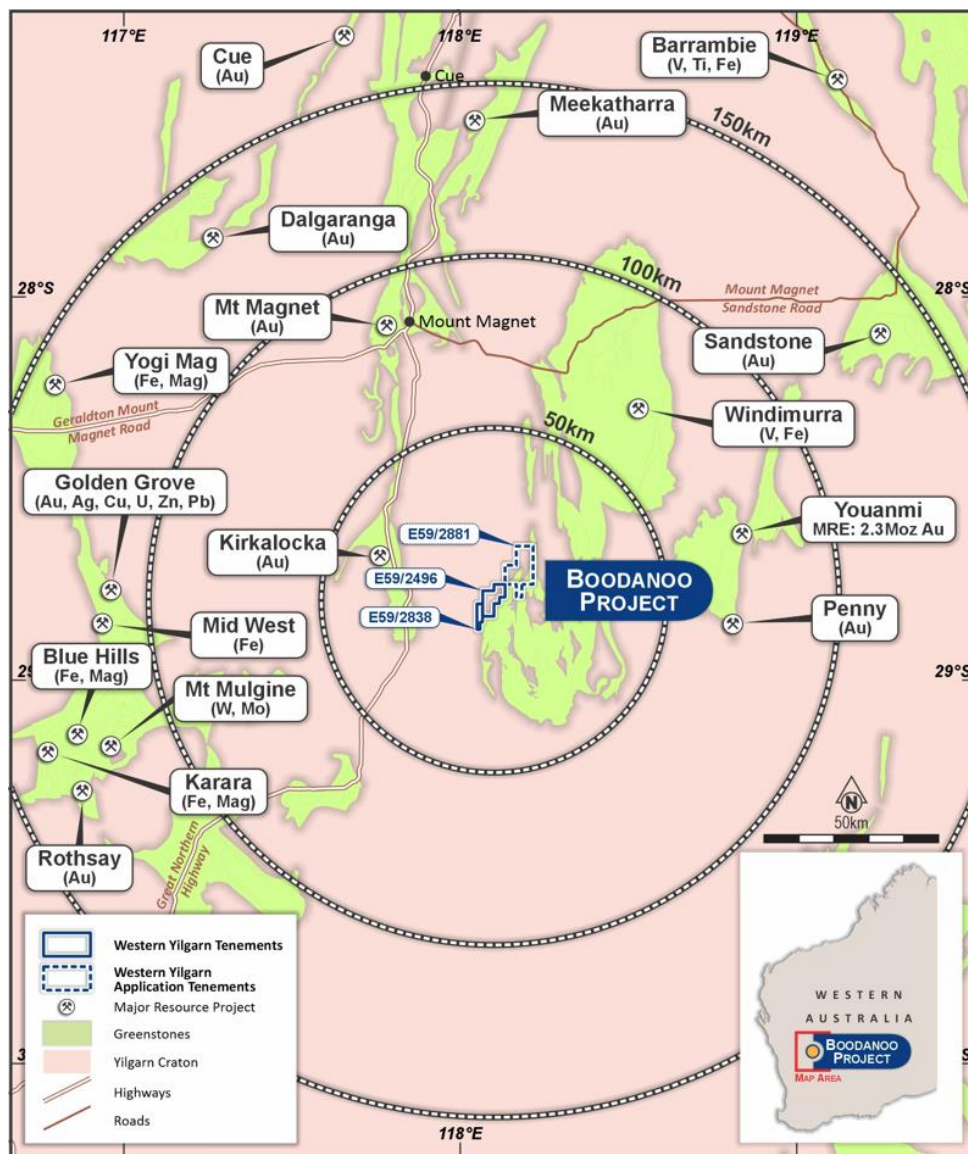 117°E
118°E
119°E
Cue
(Au)
Cue
Barrambie
(V, Ti, Fe)
Meekatharra
(Au)
150km
Dalgaranga
(Au)
100km
28°S
28°S
Mount Magnet
Sandstone Road
Mt Magnet
(Au)
Mount Magnet
Sandstone
(Au)
Yogi Mag
(Fe, Mag)
Geraldton Mount
Magnet Road
Windimurra
(V, Fe)
50km
Golden Grove
(Au, Ag, Cu, U, Zn, Pb)
Youanmi
MRE: 2.3Moz Au
Kirkalocka
(Au)
E59/2881
E59/2496
E59/2838
BOODANOO
PROJECT
Penny
(Au)
Mid West
(Fe)
Blue Hills
(Fe, Mag)
29°S
Mt Mulgine
(W, Mo)
Karara
(Fe, Mag)
N
50km
Rothsay
(Au)
Great Northern
Highway
Western Yilgarn Tenements
Western Yilgarn
Application Tenements
Major Resource Project
Greenstones
Yilgarn Craton
Highways
Roads
118°E
WESTERN
AUSTRALIA
BOODANOO
PROJECT
MAP AREA